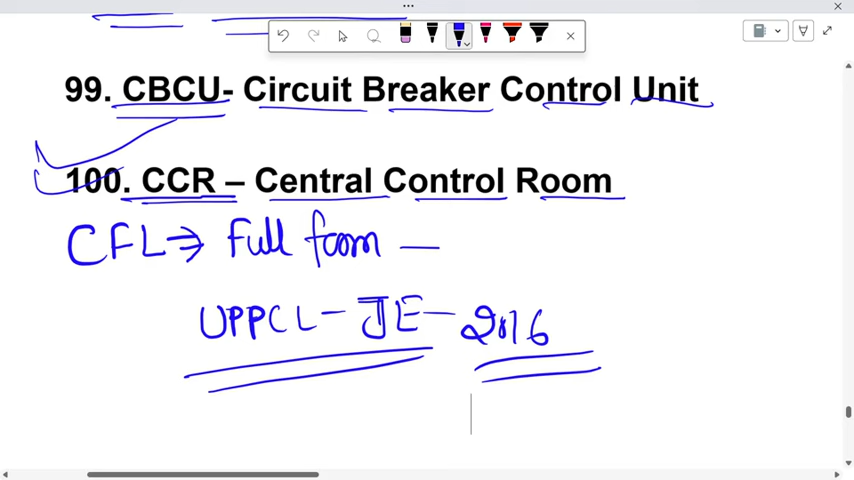 99. CBCU- Circuit Breaker Control Unit
100. CCR – Central Control Room
CFL ⇒ Full form —
UPPCL - JE - 2016